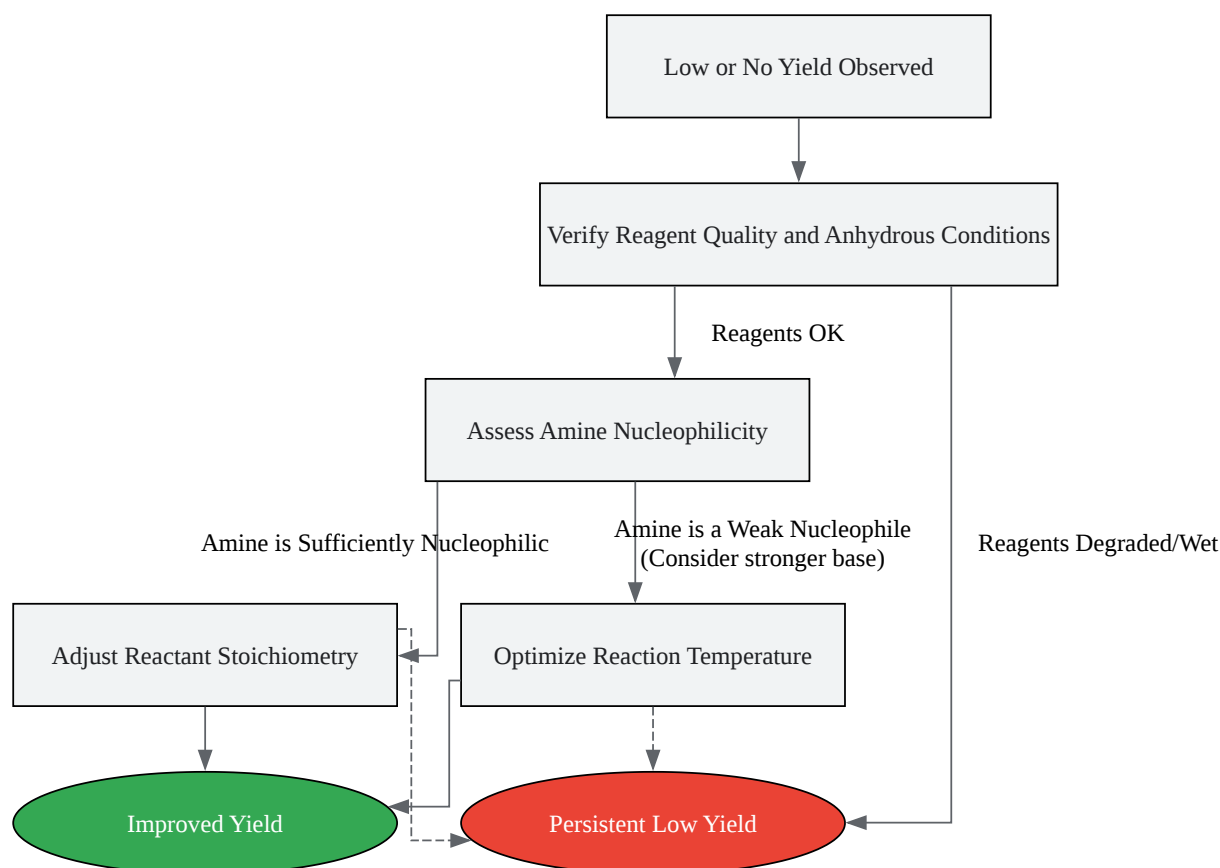 Low or No Yield Observed
Verify Reagent Quality and Anhydrous Conditions
Reagents OK
Assess Amine Nucleophilicity
Amine is Sufficiently Nucleophilic
Amine is a Weak Nucleophile
(Consider stronger base)
Reagents Degraded/Wet
Adjust Reactant Stoichiometry
Optimize Reaction Temperature
Improved Yield
Persistent Low Yield